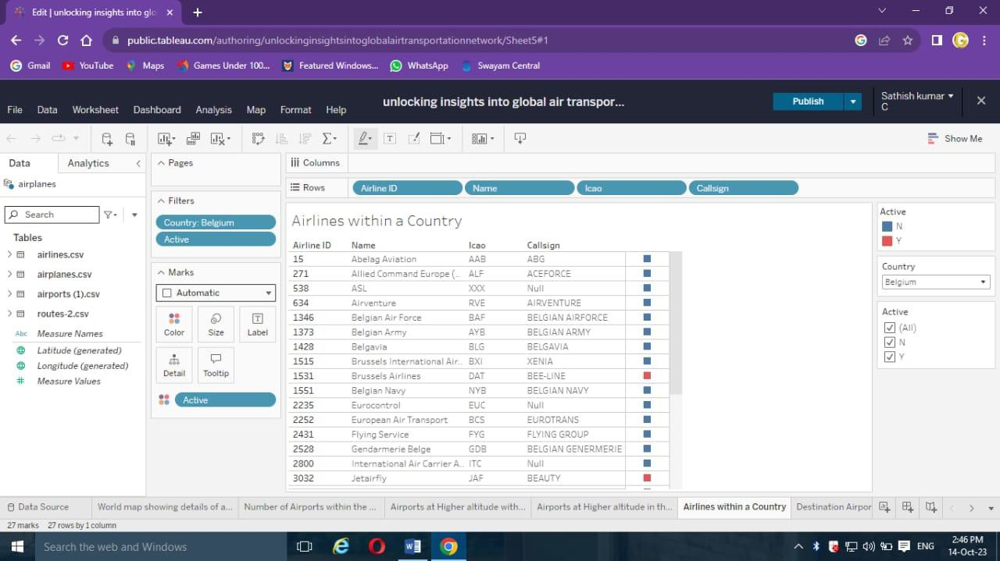 Edit | unlocking insights into glo
public.tableau.com/authoring/unlockinginsightsintoglobalairtransportationnetwork/Sheet5#1
Gmail YouTube Maps Games Under 100... Featured Windows... WhatsApp Swayam Central
unlocking insights into global air transpor...
Publish
Sathish kumar C
File Data Worksheet Dashboard Analysis Map Format Help
Show Me
Data Analytics
airplanes
Search
Tables
airlines.csv
airplanes.csv
airports (1).csv
routes-2.csv
Abc Measure Names
Latitude (generated)
Longitude (generated)
Measure Values
Pages
Filters
Country: Belgium
Active
Marks
Automatic
Color Size Label
Detail Tooltip
Active
Columns
Rows Airline ID Name Icao Callsign
Airlines within a Country
Airline ID Name Icao Callsign
15 Abelag Aviation AAB ABG
271 Allied Command Europe (.. ALF ACEFORCE
538 ASL XXX Null
634 Airventure RVE AIRVENTURE
1346 Belgian Air Force BAF BELGIAN AIRFORCE
1373 Belgian Army AYB BELGIAN ARMY
1428 Belgavia BLG BELGAVIA
1515 Brussels International Air.. BXI XENIA
1531 Brussels Airlines DAT BEE-LINE
1551 Belgian Navy NYB BELGIAN NAVY
2235 Eurocontrol EUC Null
2252 European Air Transport BCS EUROTRANS
2431 Flying Service FYG FLYING GROUP
2528 Gendarmerie Belge GDB BELGIAN GENERMERIE
2800 International Air Carrier A.. ITC Null
3032 Jetairfly JAF BEAUTY
Active
N
Y
Country
Belgium
Active
(All)
N
Y
Data Source World map showing details of a... Number of Airports within the ... Airports at Higher altitude with... Airports at Higher altitude in th... Airlines within a Country Destination Airpor
27 marks 27 rows by 1 column
Search the web and Windows
ENG
2:46 PM
14-Oct-23